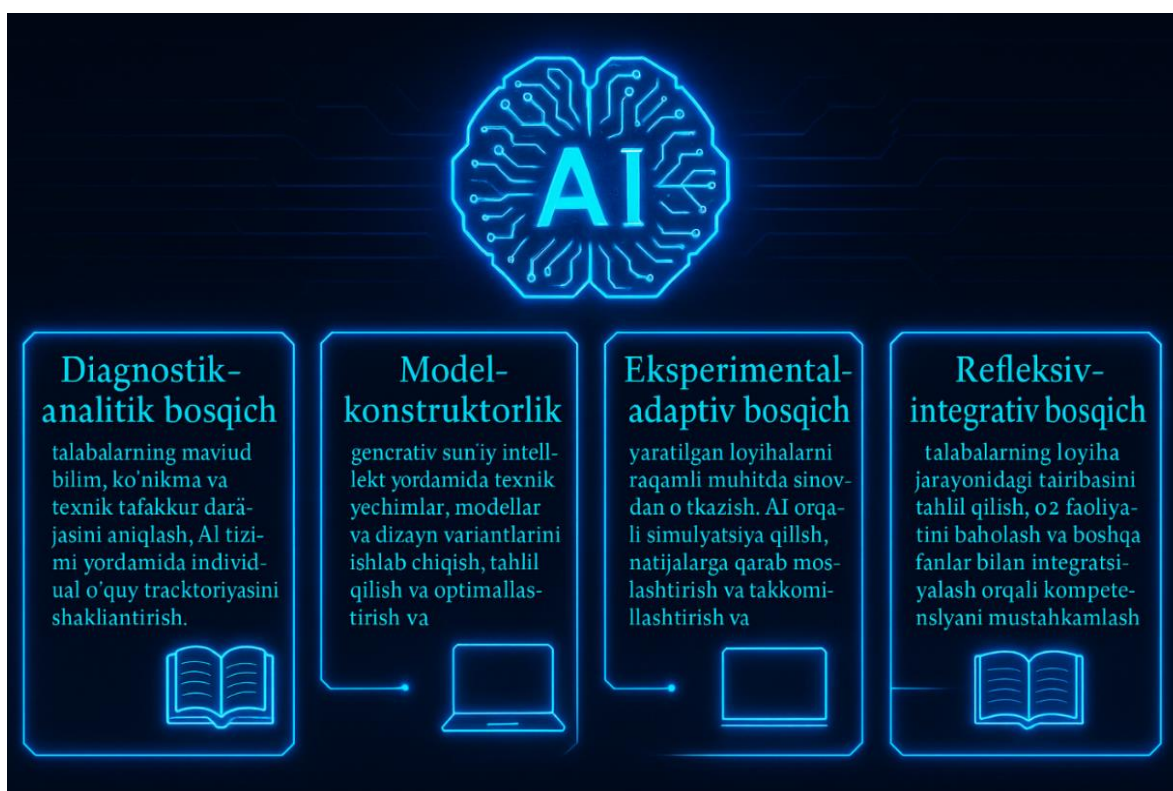 AI
Diagnostik-
analitik bosqich
talabalarning maviud
bilim, ko'nikma va
texnik tafakkur darä-
jasini aniqlash, Al tizi-
mi yordamida individ-
ual o'quy tracktoriyasini
shakliantirish.
Model-
konstruktorlik
gencrativ sun'iy intell-
lekt yordamida texnik
yechimlar, modellar
va dizayn variantlarini
ishlab chiqish, tahlil
qilish va optimallas-
tirish va
Eksperimental-
adaptiv bosqich
yaratilgan loyihalarni
raqamli muhitda sinov-
dan o tkazish. AI orqa-
li simulyatsiya qillsh,
natijalarga qarab mos-
lashtirish va takkomi-
llashtirish va
Refleksiv-
integrativ bosqich
talabalarning loyiha
jarayonidagi tairibasini
tahlil qilish, o2 faoliya-
tini baholash va boshqa
fanlar bilan integratsi-
yalash orqali kompete-
nslyani mustahkamlash